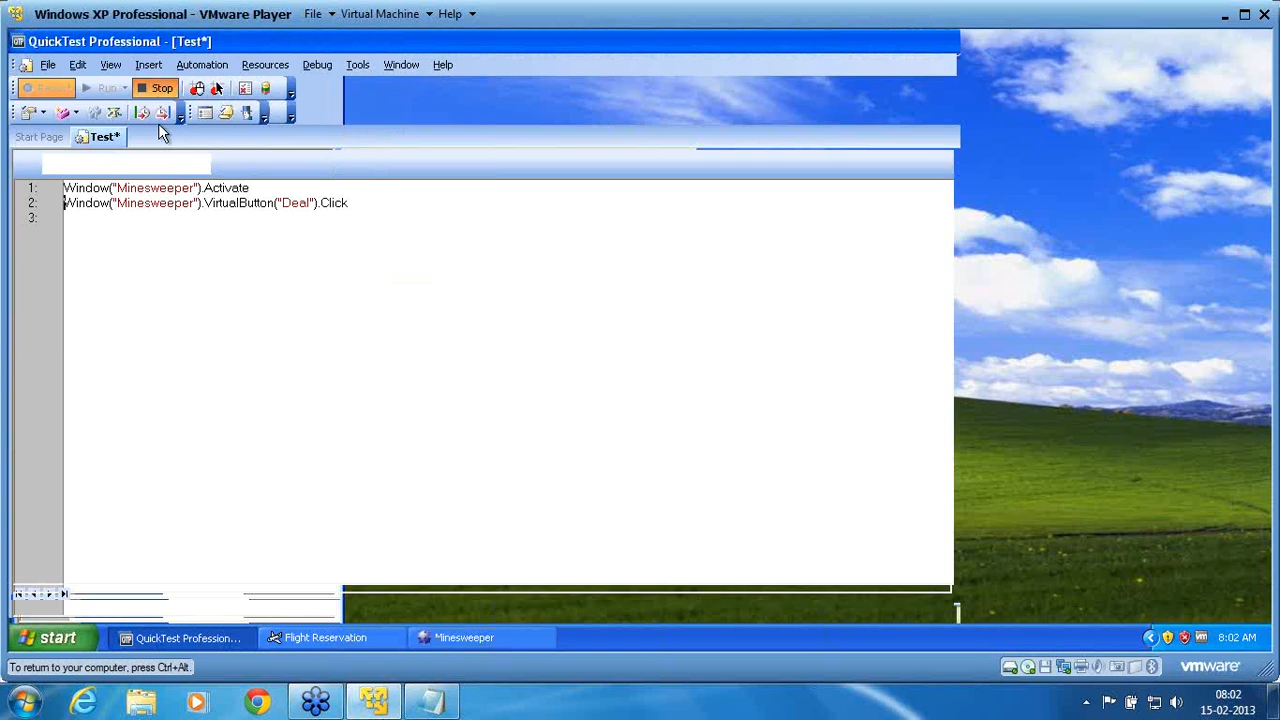 Windows XP Professional - VMware Player File Virtual Machine Help
QuickTest Professional - [Test*]
File Edit View Insert Automation Resources Debug Tools Window Help
Run Stop
Start Page Test*
1: Window("Minesweeper").Activate
2: Window("Minesweeper").VirtualButton("Deal").Click
3:
start QuickTest Profession... Flight Reservation Minesweeper 8:02 AM
To return to your computer, press Ctrl+Alt. vmware
08:02
15-02-2013